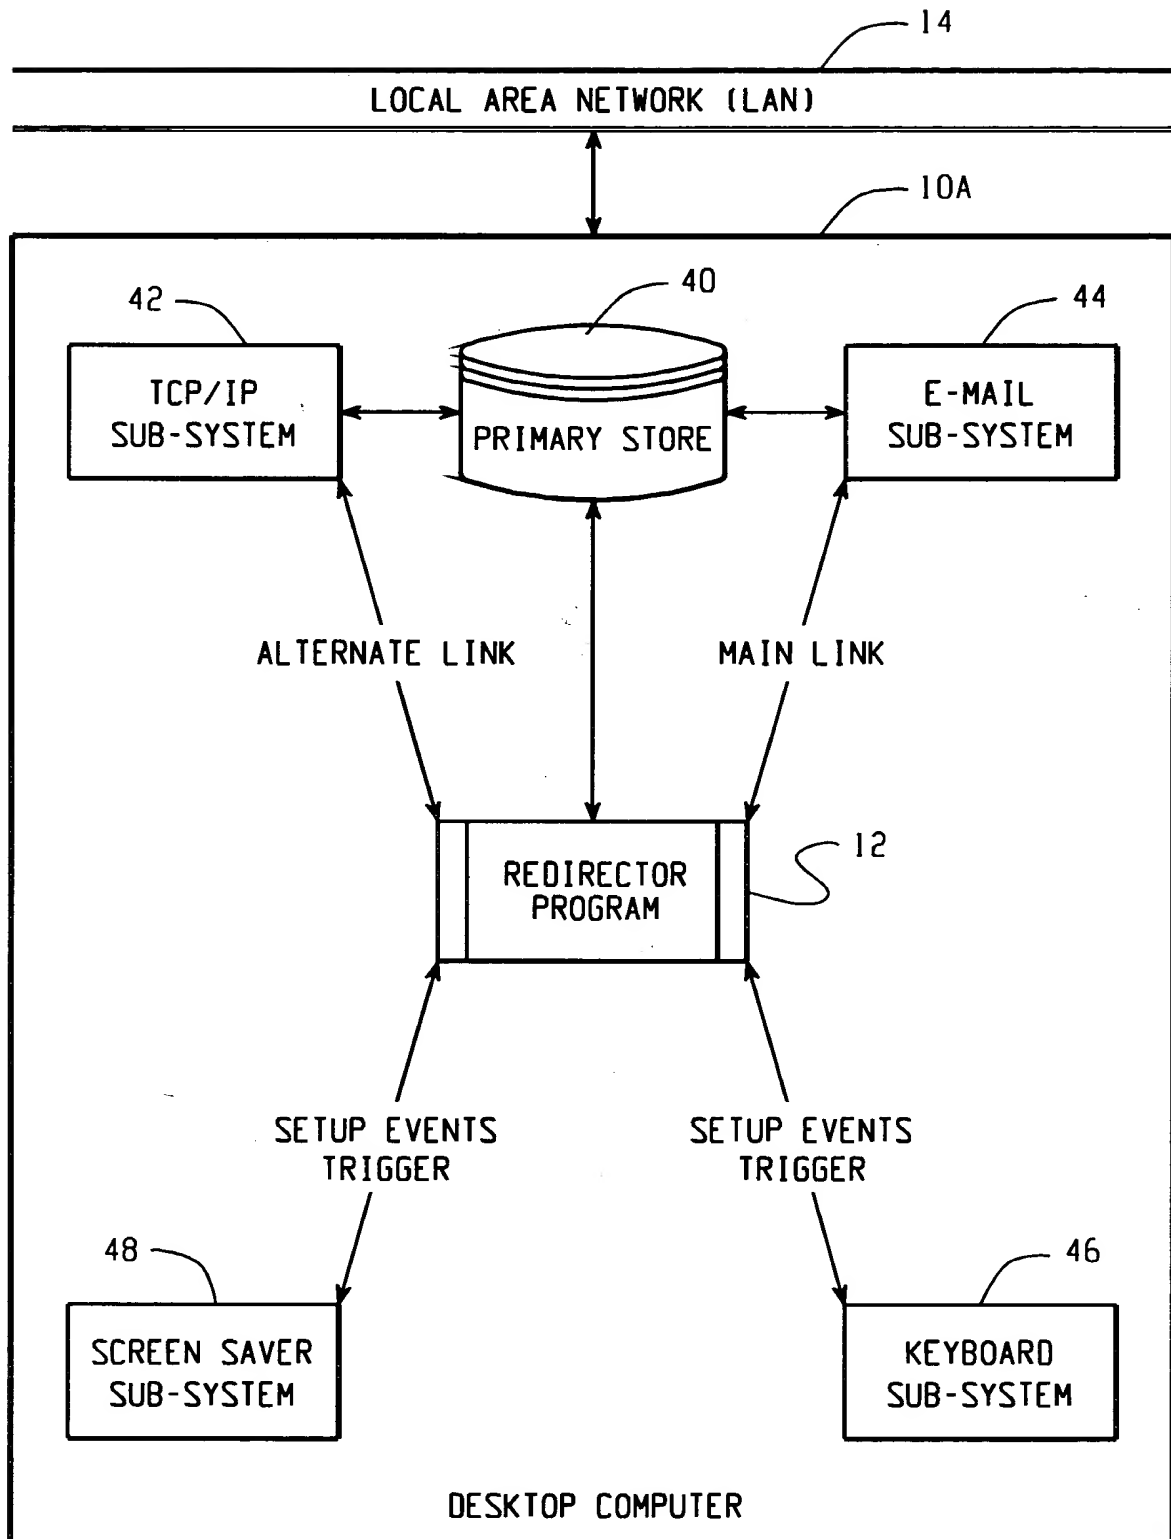 14
LOCAL AREA NETWORK (LAN)
10A
42
40
44
TCP/IP
SUB-SYSTEM
PRIMARY STORE
E-MAIL
SUB-SYSTEM
ALTERNATE LINK
MAIN LINK
12
REDIRECTOR
PROGRAM
SETUP EVENTS
TRIGGER
SETUP EVENTS
TRIGGER
48
46
SCREEN SAVER
SUB-SYSTEM
KEYBOARD
SUB-SYSTEM
DESKTOP COMPUTER